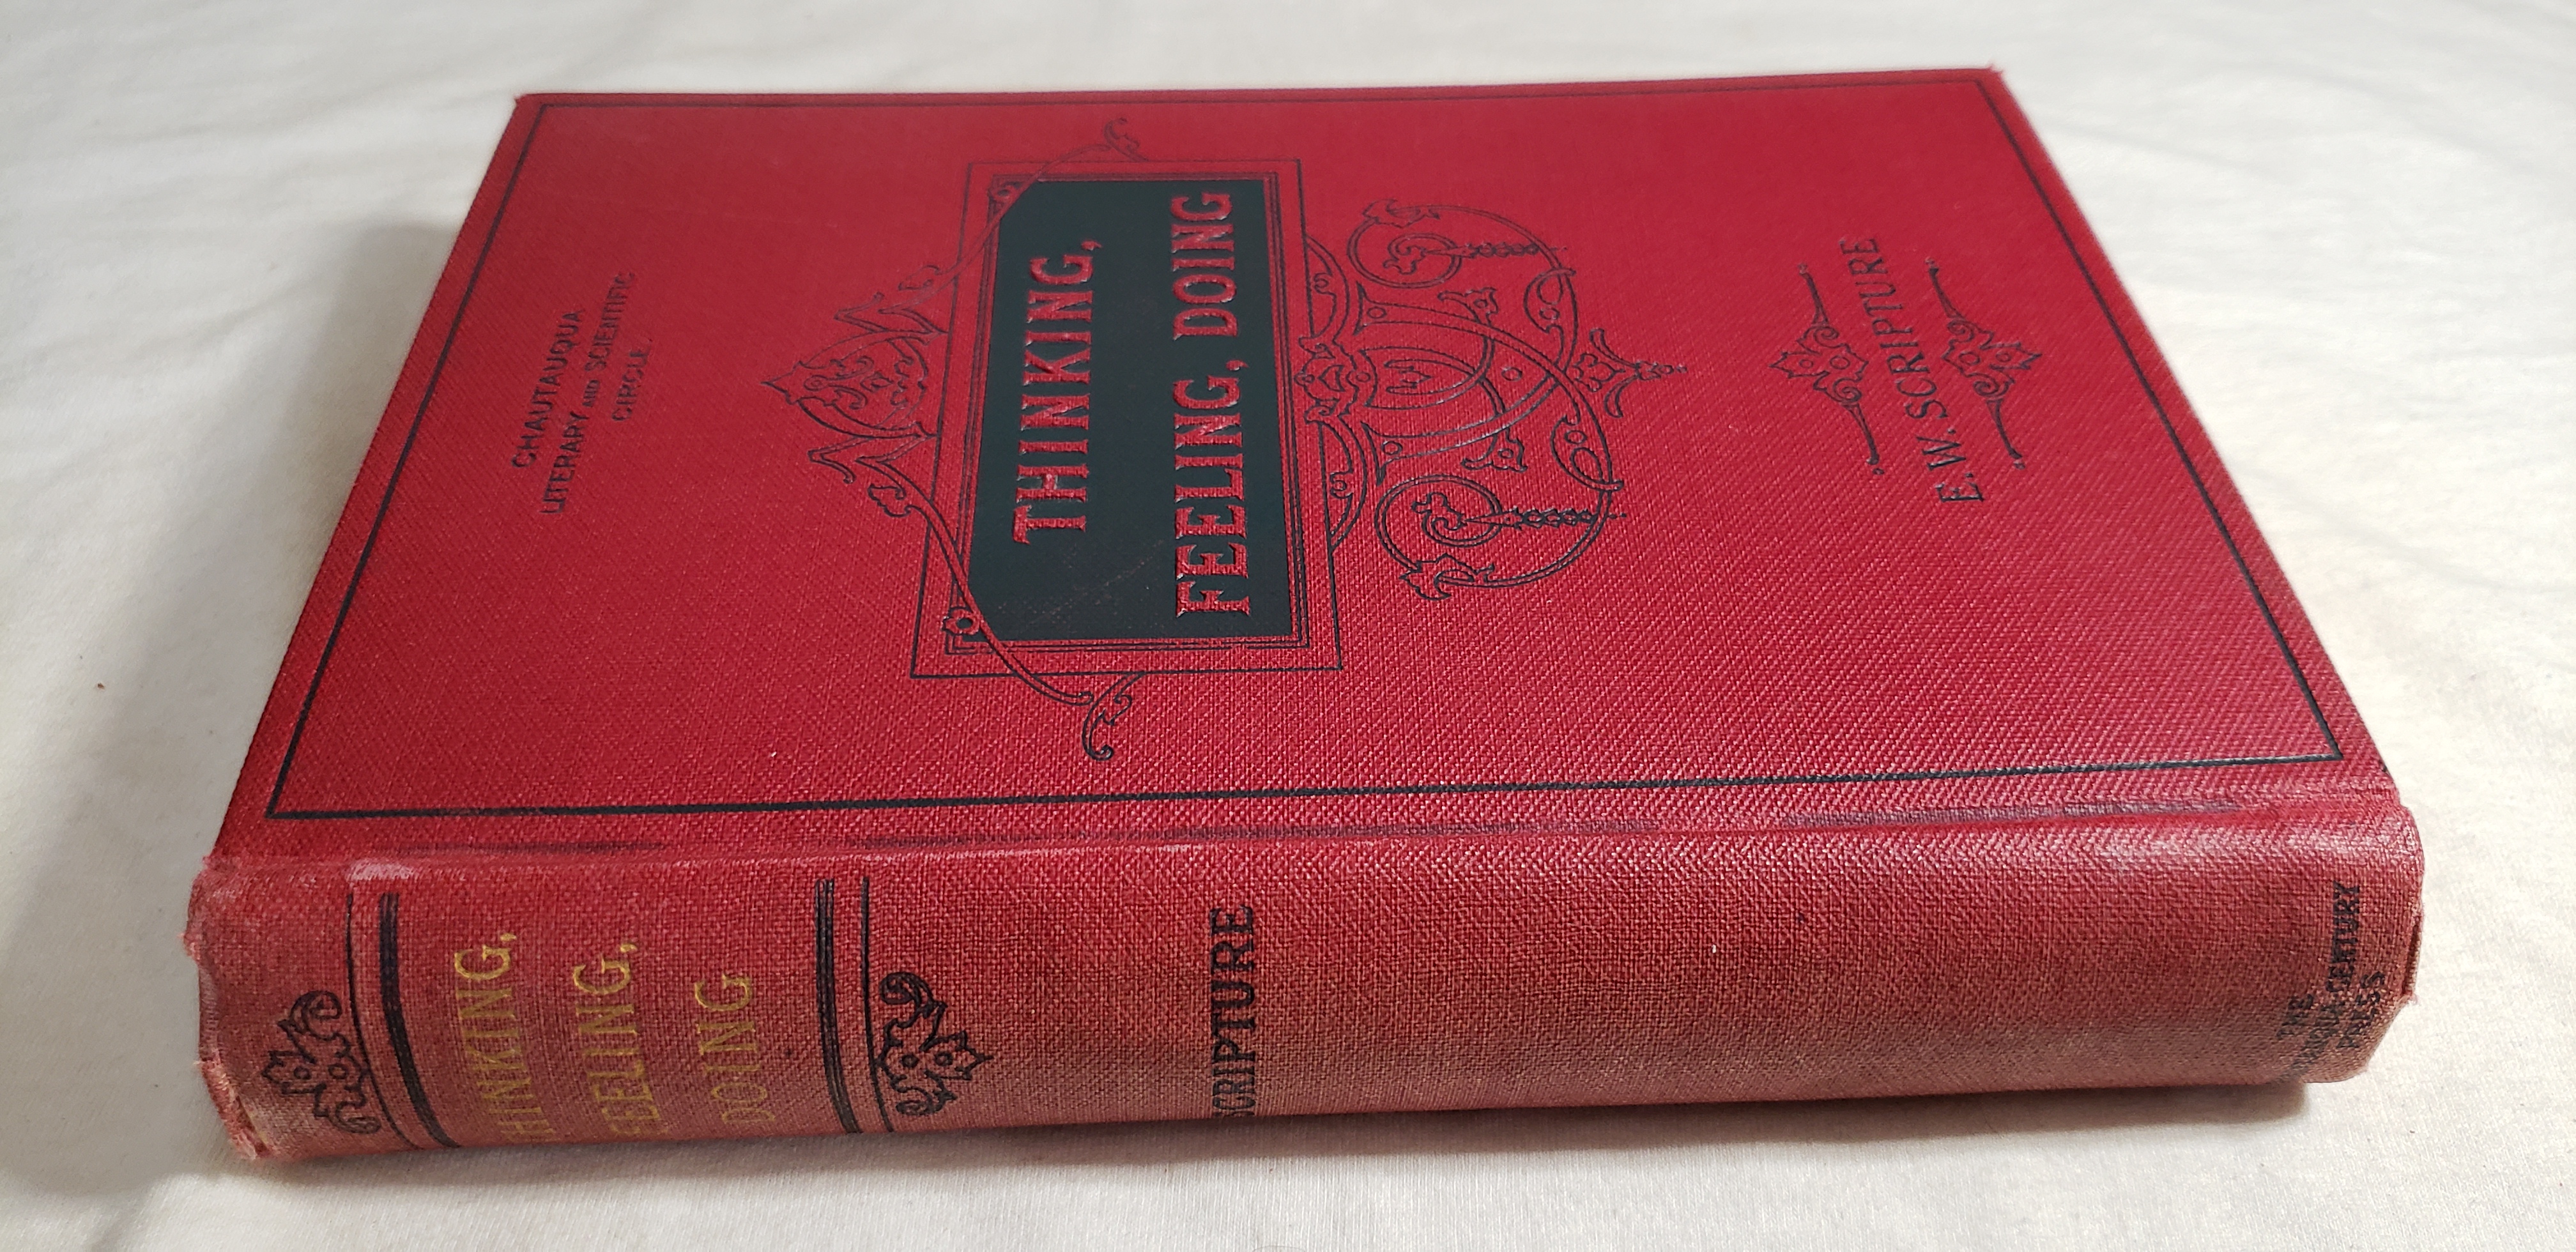 CHAUTAUQUA
LITERARY AND SCIENTIFIC
CIRCLE.
THINKING,
FEELING, DOING
E. W. SCRIPTURE
THINKING,
FEELING,
DOING
SCRIPTURE
THE
PRESS